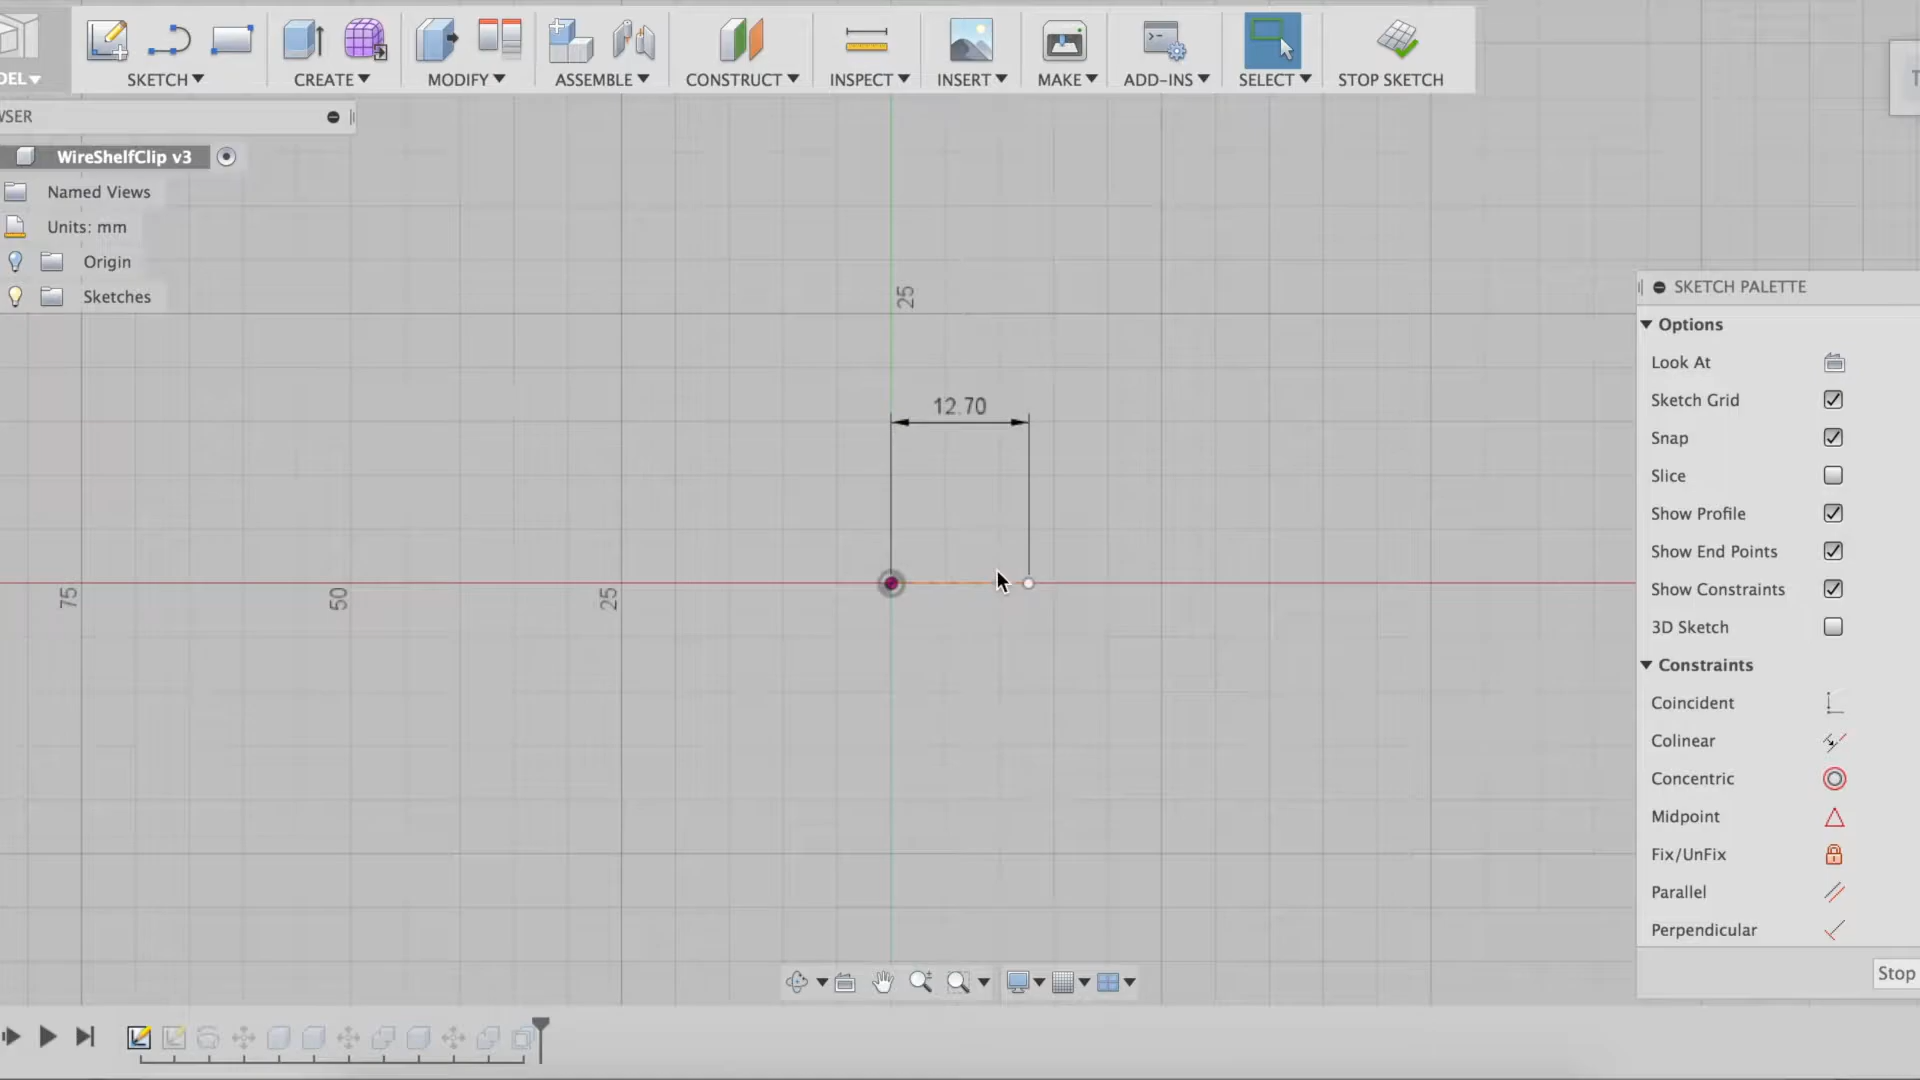 DEL
SKETCH
CREATE
MODIFY
ASSEMBLE
CONSTRUCT
INSPECT
INSERT
MAKE
ADD-INS
SELECT
STOP SKETCH
WSER
WireShelfClip v3
Named Views
Units: mm
Origin
Sketches
25
12.70
75
50
25
SKETCH PALETTE
Options
Look At
Sketch Grid
Snap
Slice
Show Profile
Show End Points
Show Constraints
3D Sketch
Constraints
Coincident
Colinear
Concentric
Midpoint
Fix/UnFix
Parallel
Perpendicular
Stop